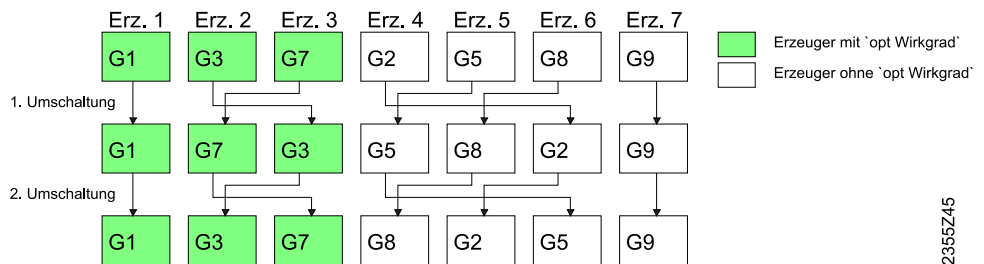 Erz. 1 Erz. 2 Erz. 3 Erz. 4 Erz. 5 Erz. 6 Erz. 7
G1 G3 G7 G2 G5 G8 G9
Erzeuger mit `opt Wirkgrad`
Erzeuger ohne `opt Wirkgrad`
1. Umschaltung
G1 G7 G3 G5 G8 G2 G9
2. Umschaltung
G1 G3 G7 G8 G2 G5 G9
2355Z45